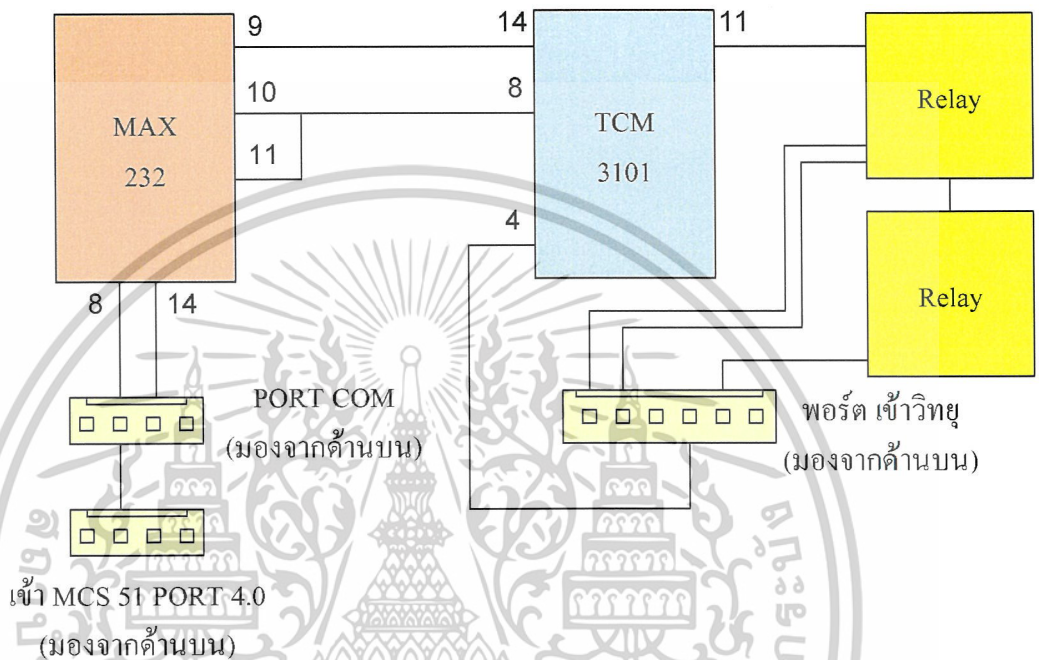 9
14
11
10
8
Relay
MAX
232
TCM
3101
11
4
8
14
Relay
PORT COM
(มองจากด้านบน)
พอร์ต เข้าวิทยุ
(มองจากด้านบน)
เข้า MCS 51 PORT 4.0
(มองจากด้านบน)